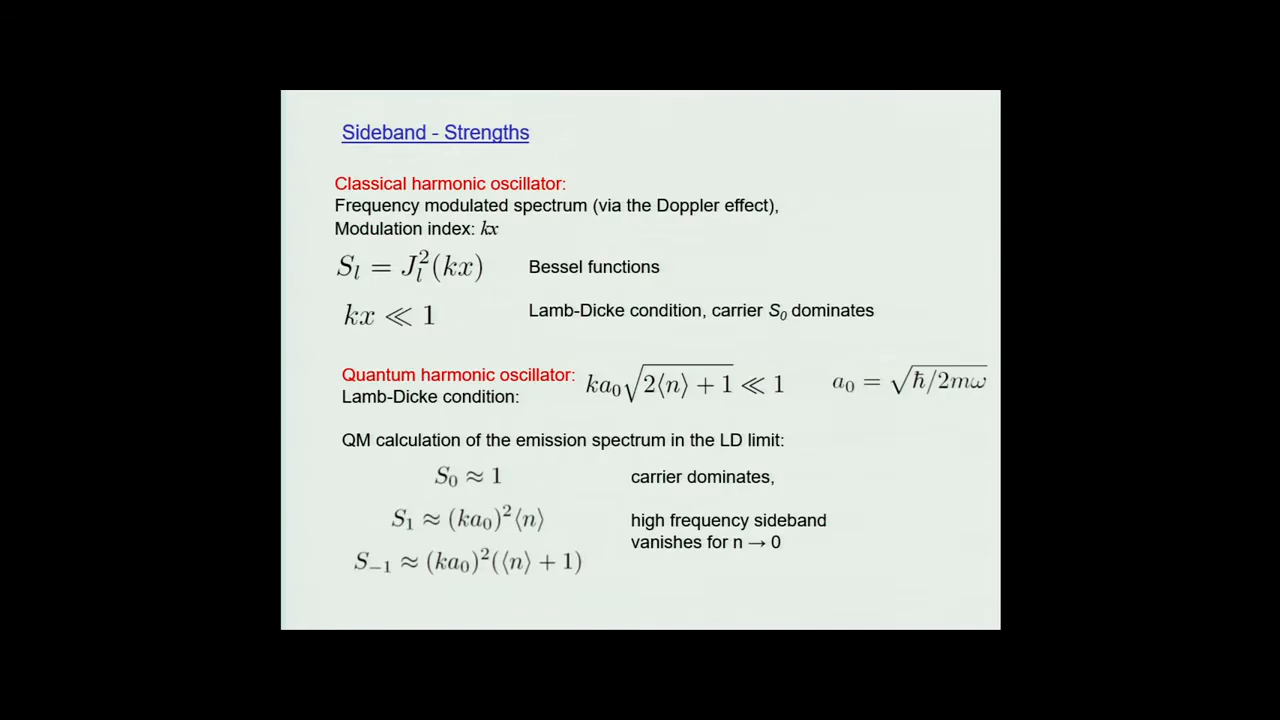 Sideband - Strengths
Classical harmonic oscillator:
Frequency modulated spectrum (via the Doppler effect),
Modulation index: kx
S_l = J_l^2(kx) Bessel functions
kx ≪ 1 Lamb-Dicke condition, carrier S_0 dominates
Quantum harmonic oscillator: ka_0√(2⟨n⟩ + 1) ≪ 1 a_0 = √(ℏ/2mω)
Lamb-Dicke condition:
QM calculation of the emission spectrum in the LD limit:
S_0 ≈ 1 carrier dominates,
S_1 ≈ (ka_0)^2⟨n⟩ high frequency sideband
vanishes for n → 0
S_{-1} ≈ (ka_0)^2(⟨n⟩ + 1)